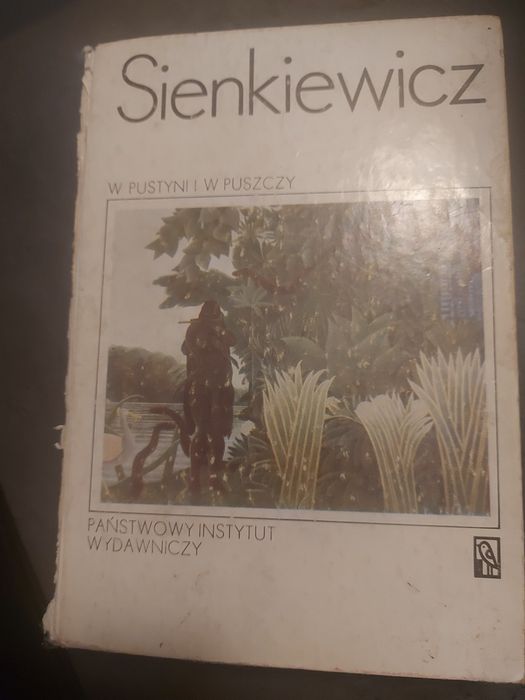 Sienkiewicz
W PUSTYNI I W PUSZCZY
PAŃSTWOWY INSTYTUT
WYDAWNICZY